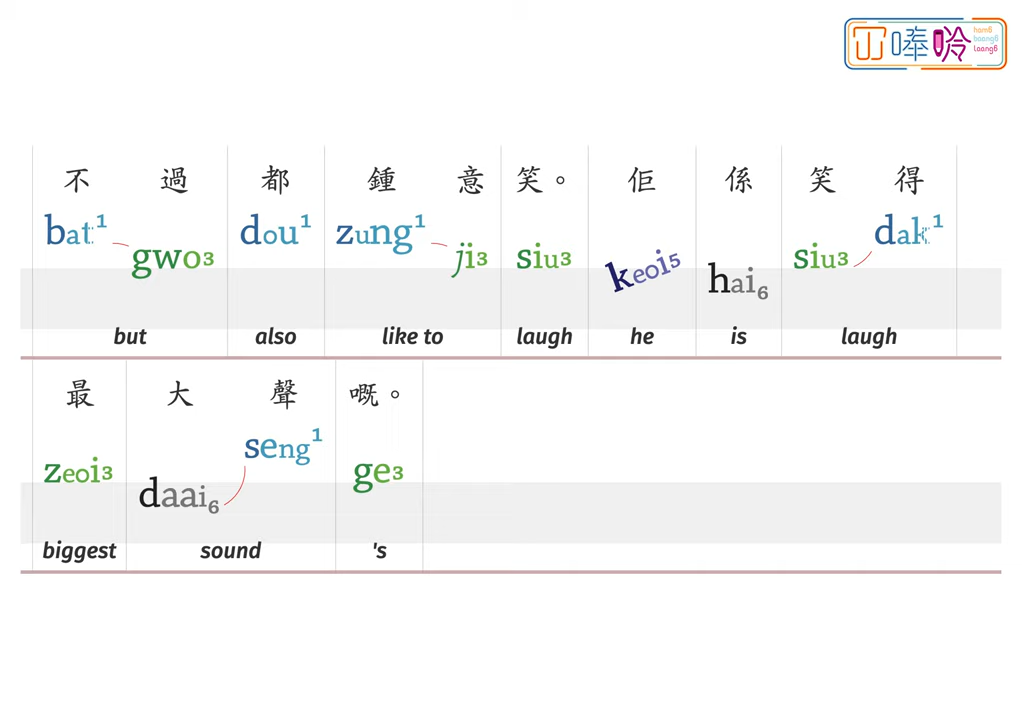 冚唪唥
ham6
baang6
laang6
不 過 都 鍾 意 笑。 佢 係 笑 得
bat1 gwo3 dou1 zung1 ji3 siu3 keoi5 hai6 siu3 dak1
but also like to laugh he is laugh
最 大 聲 嘅。
zeoi3 daai6 seng1 ge3
biggest sound 's